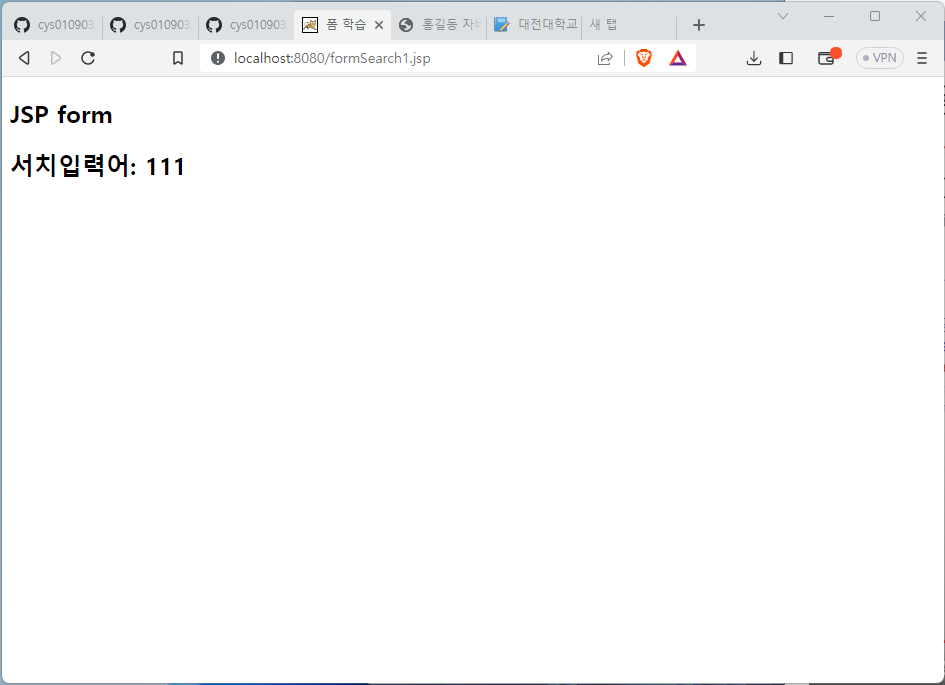 cys010903
cys010903
cys010903
폼 학습
홍길동 자
대전대학교
새 탭
localhost:8080/formSearch1.jsp
VPN
JSP form
서치입력어: 111